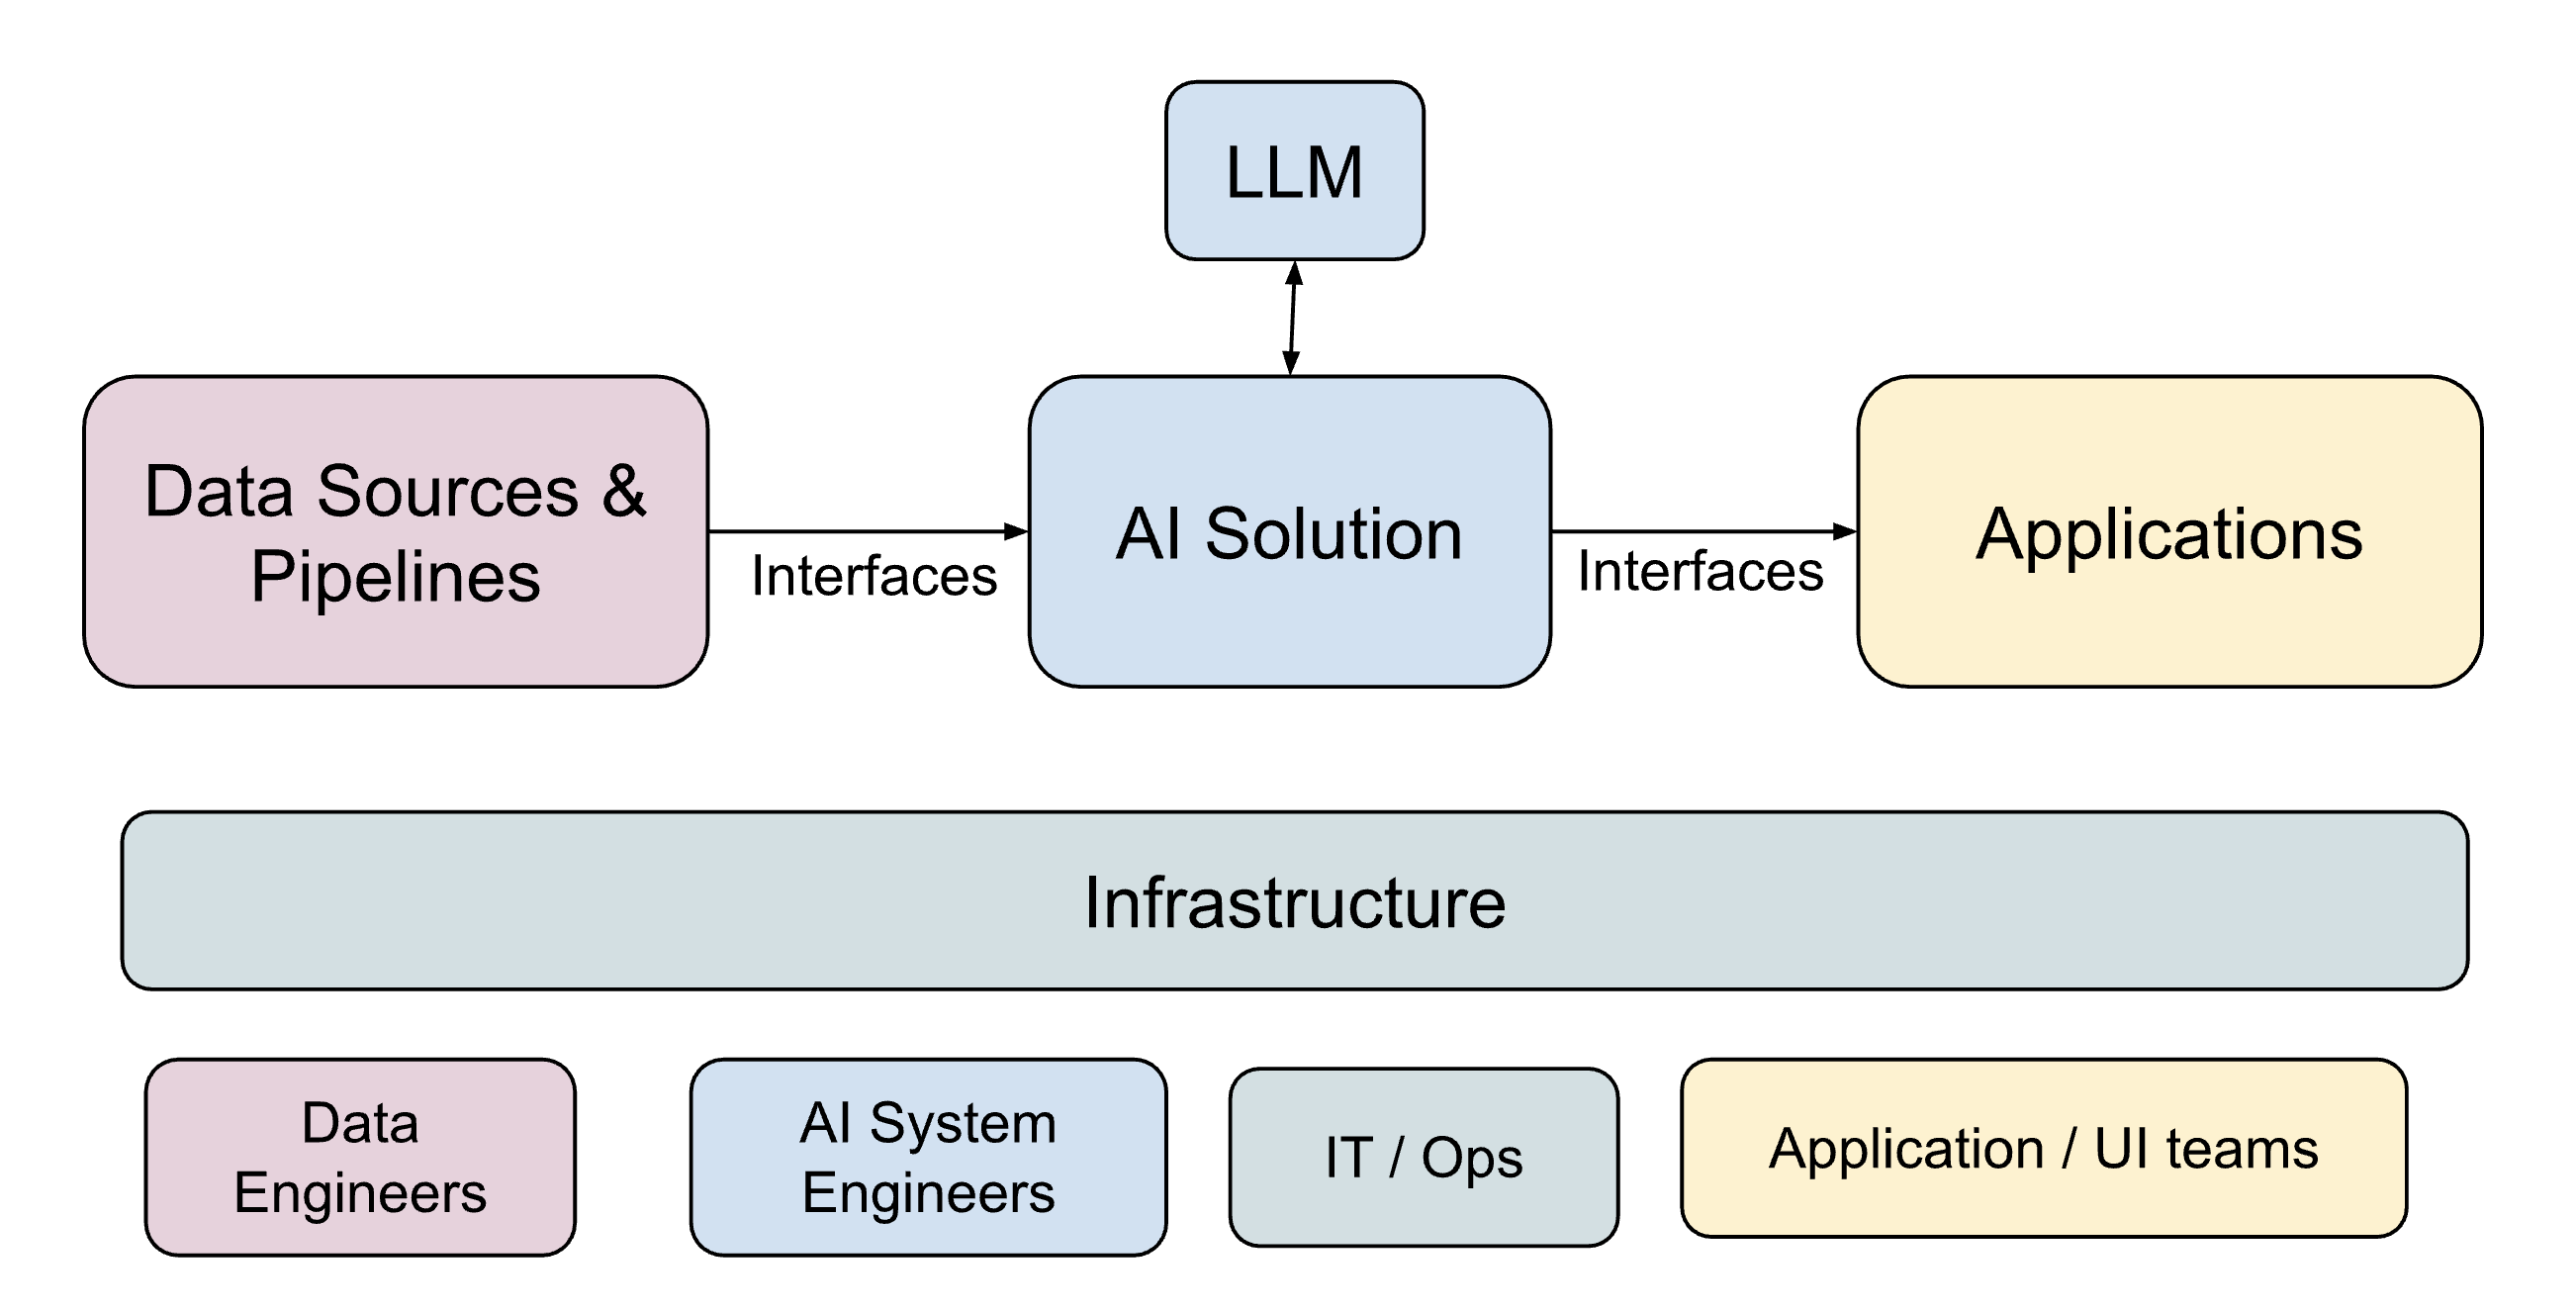 LLM
Data Sources &
Pipelines
Interfaces
AI Solution
Interfaces
Applications
Infrastructure
Data
Engineers
AI System
Engineers
IT / Ops
Application / UI teams